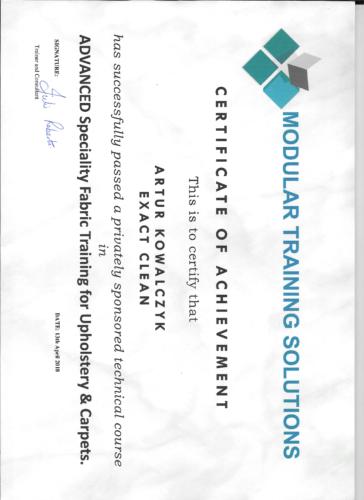 MODULAR TRAINING SOLUTIONS
CERTIFICATE OF ACHIEVEMENT
This is to certify that
ARTUR KOWALCZYK
EXACT CLEAN
has successfully passed a privately sponsored technical course
in
ADVANCED Speciality Fabric Training for Upholstery & Carpets.
SIGNATURE: Roberts DATE: 13th April 2018
Trainer and Consultant